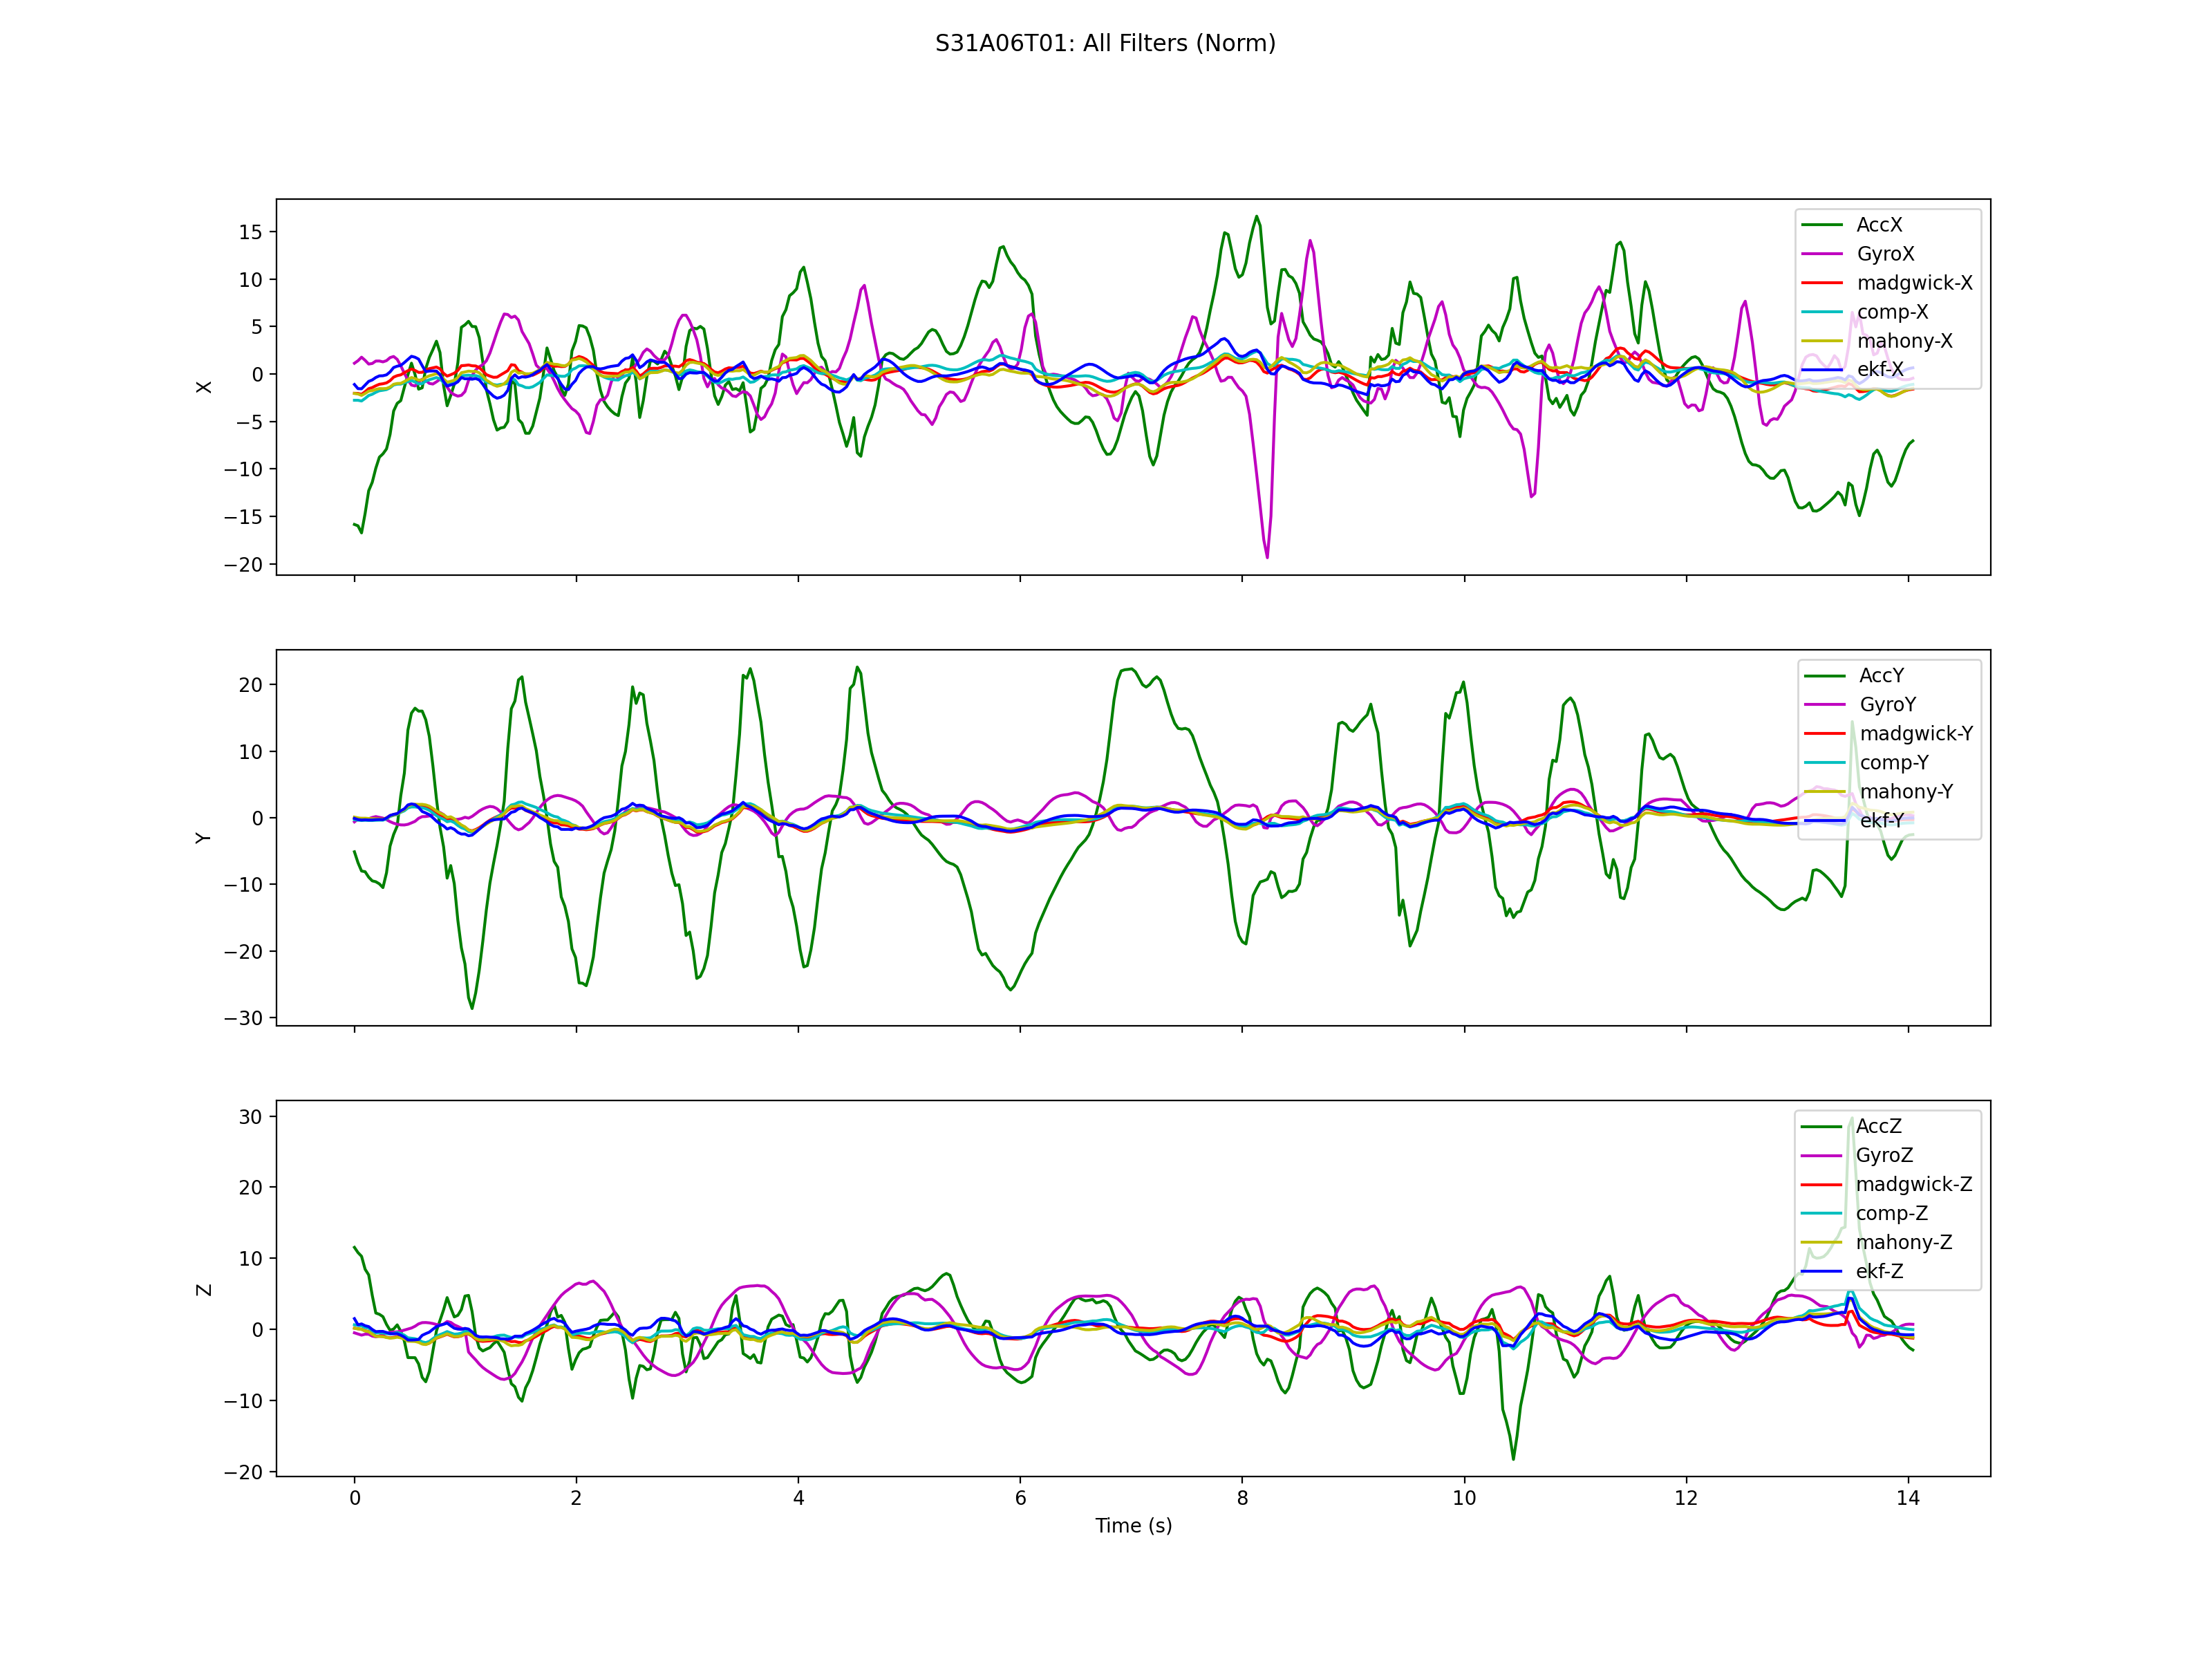 S31A06T01: All Filters (Norm)
15
10
5
0
−5
−10
−15
−20
X
AccX
GyroX
madgwick-X
comp-X
mahony-X
ekf-X
20
10
0
−10
−20
−30
Y
AccY
GyroY
madgwick-Y
comp-Y
mahony-Y
ekf-Y
30
20
10
0
−10
−20
Z
AccZ
GyroZ
madgwick-Z
comp-Z
mahony-Z
ekf-Z
0 2 4 6 8 10 12 14
Time (s)